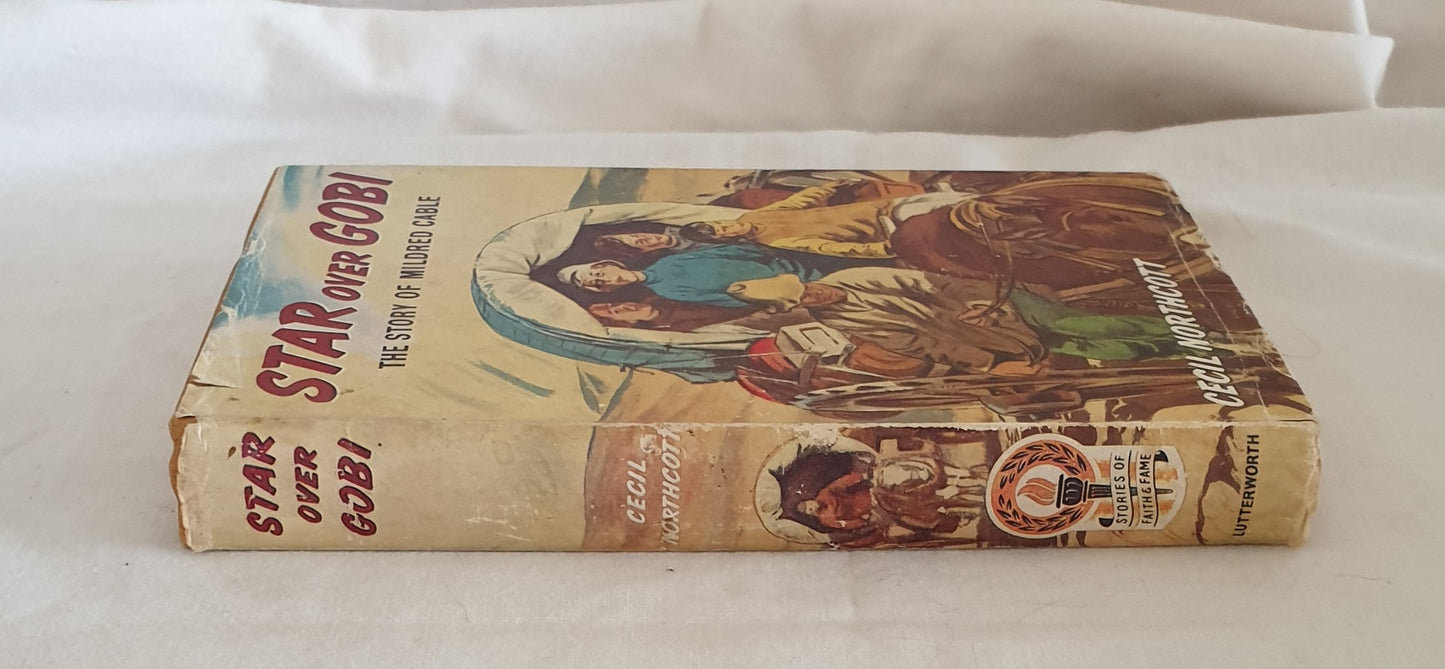 STAR OVER GOBI
THE STORY OF MILDRED CABLE
CECIL NORTHCOTT
STAR
OVER
GOBI
CECIL
NORTHCOTT
STORIES OF
FAITH & FAME
LUTTERWORTH